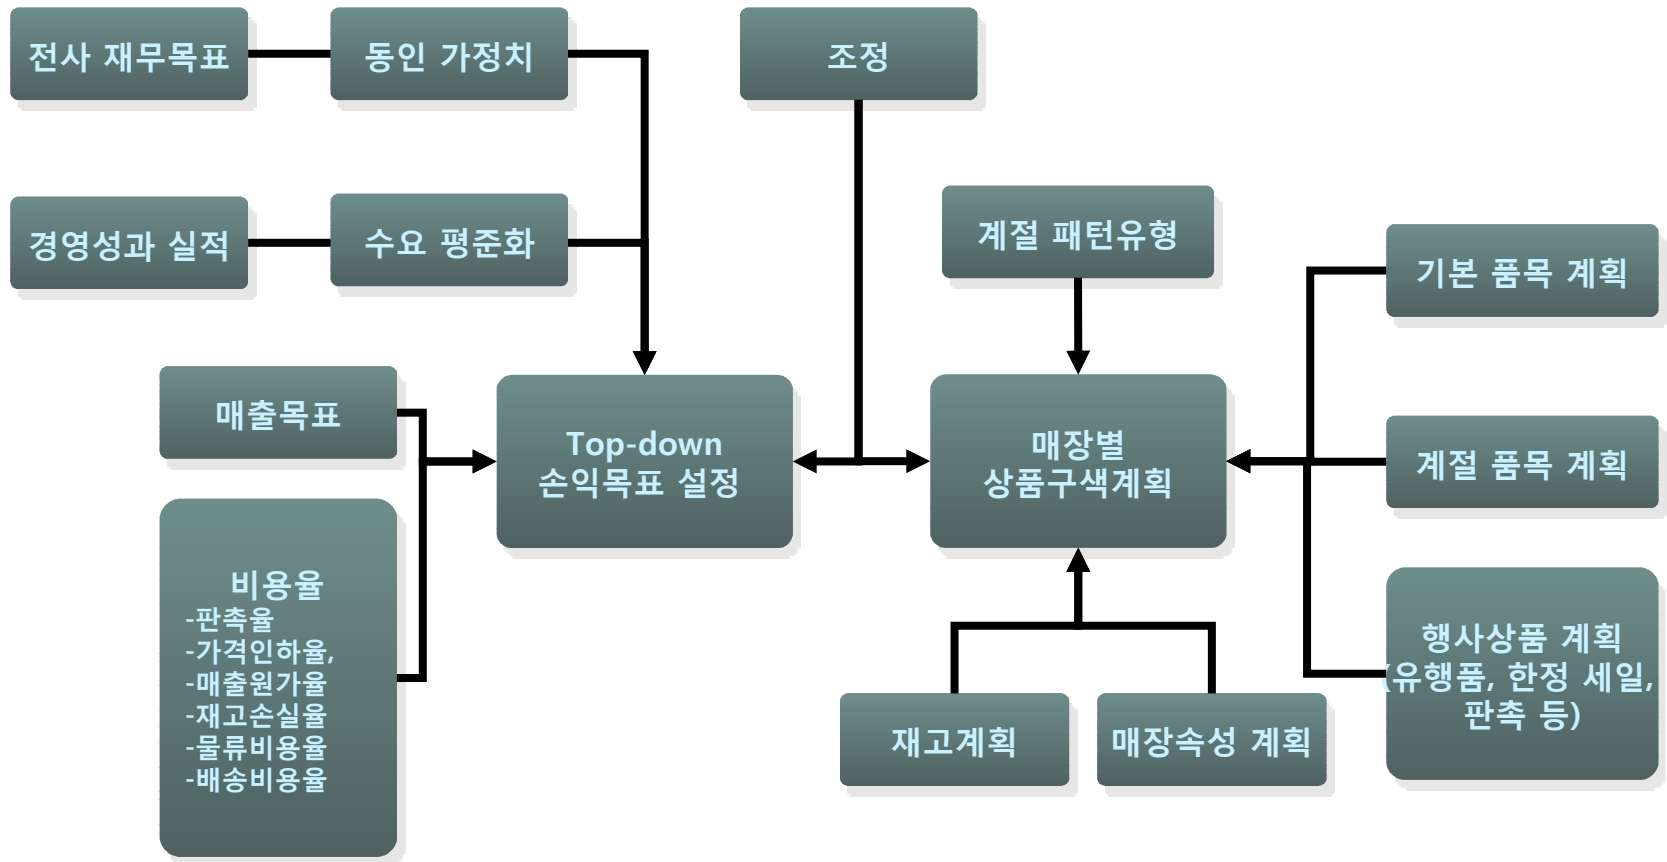 전사 재무목표
동인 가정치
조정
경영성과 실적
수요 평준화
계절 패턴유형
기본 품목 계획
매출목표
Top-down
손익목표 설정
매장별
상품구색계획
계절 품목 계획
비용율
-판촉율
-가격인하율,
-매출원가율
-재고손실율
-물류비용율
-배송비용율
행사상품 계획
(유행품, 한정 세일,
판촉 등)
재고계획
매장속성 계획